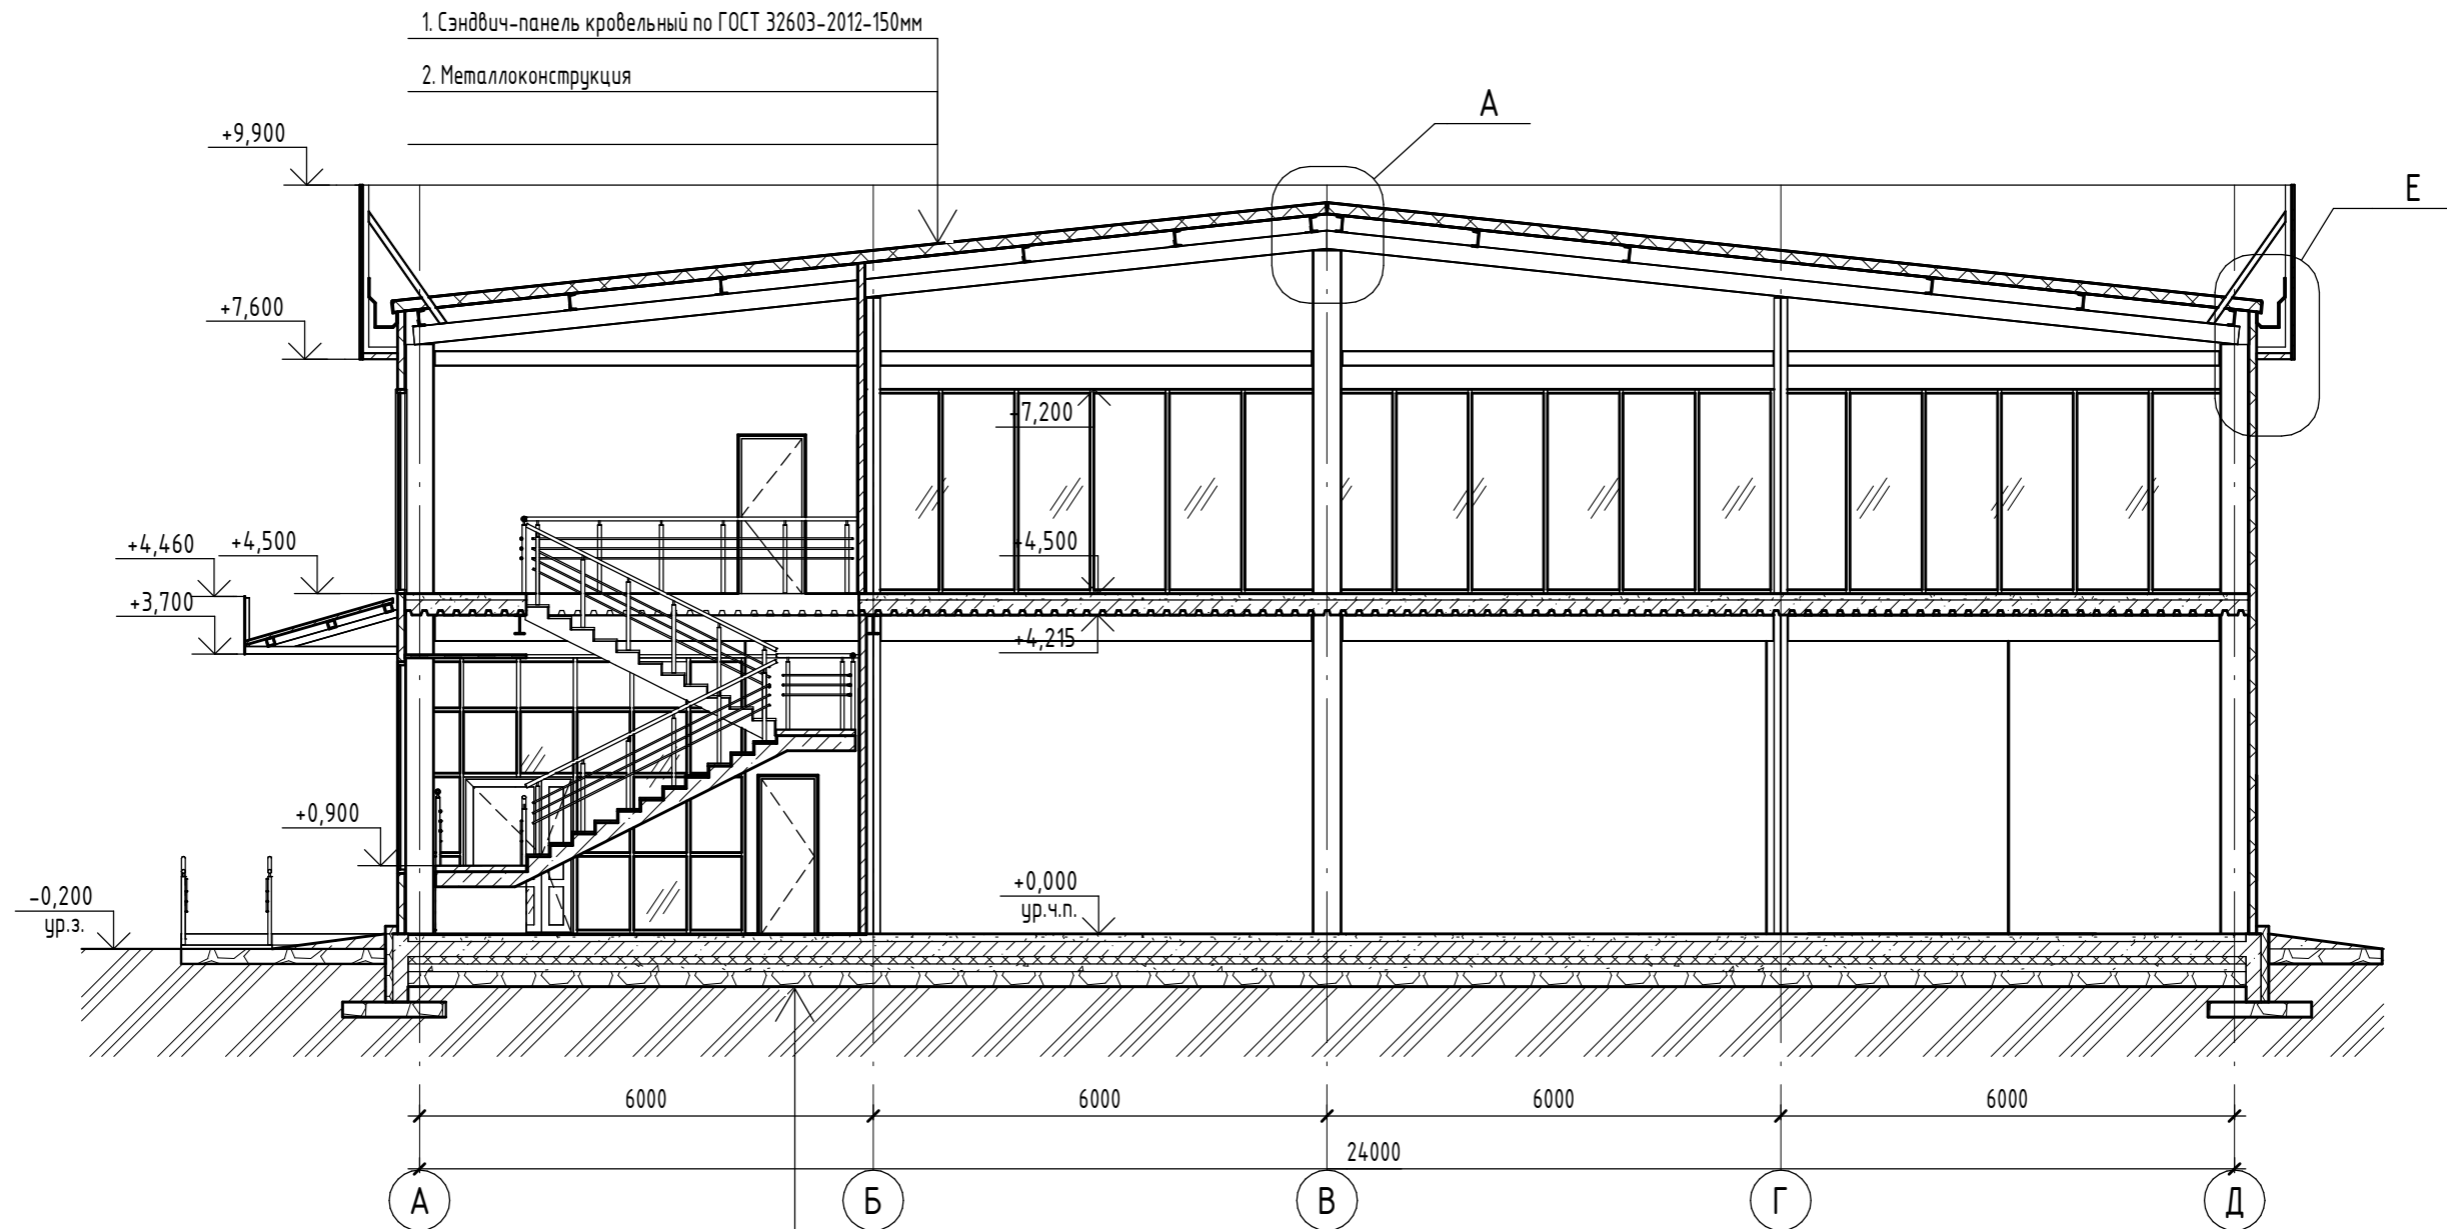 1. Сэндвич-панель кровельный по ГОСТ 32603-2012-150мм
2. Металлоконструкция
А
+9,900
Е
+7,600
-7,200
+4,460
+4,500
+4,500
+3,700
+4,215
+0,900
+0,000
ур.ч.п.
-0,200
ур.з.
6000
6000
6000
6000
24000
А
Б
В
Г
Д